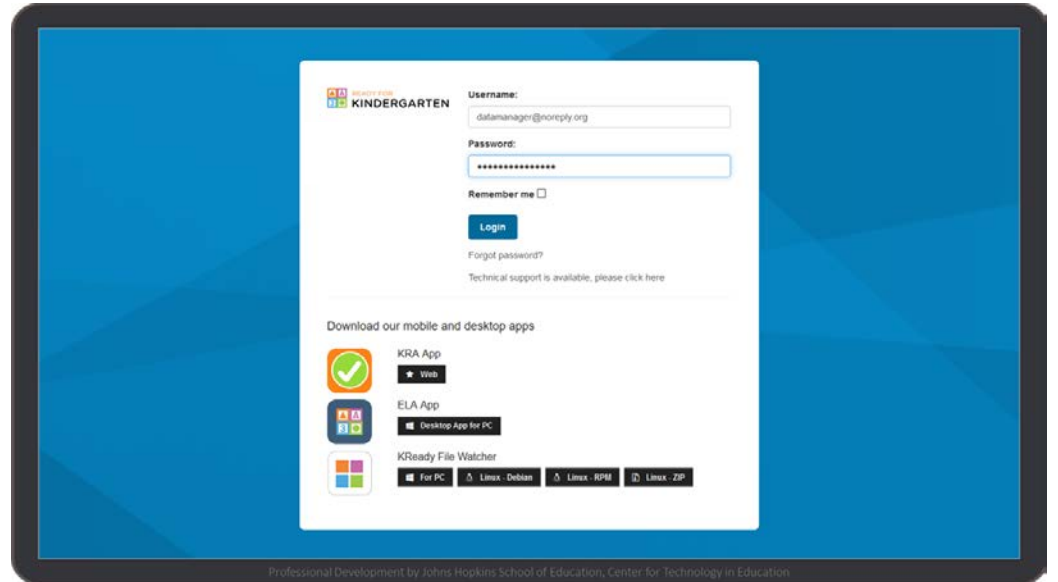 READY FOR
KINDERGARTEN
Username:
datamanager@noreply.org
Password:
***************
Remember me
Login
Forgot password?
Technical support is available, please click here
Download our mobile and desktop apps
KRA App
Web
ELA App
Desktop App for PC
KReady File Watcher
For PC Linux - Debian Linux - RPM Linux - ZIP
Professional Development by Johns Hopkins School of Education, Center for Technology in Education